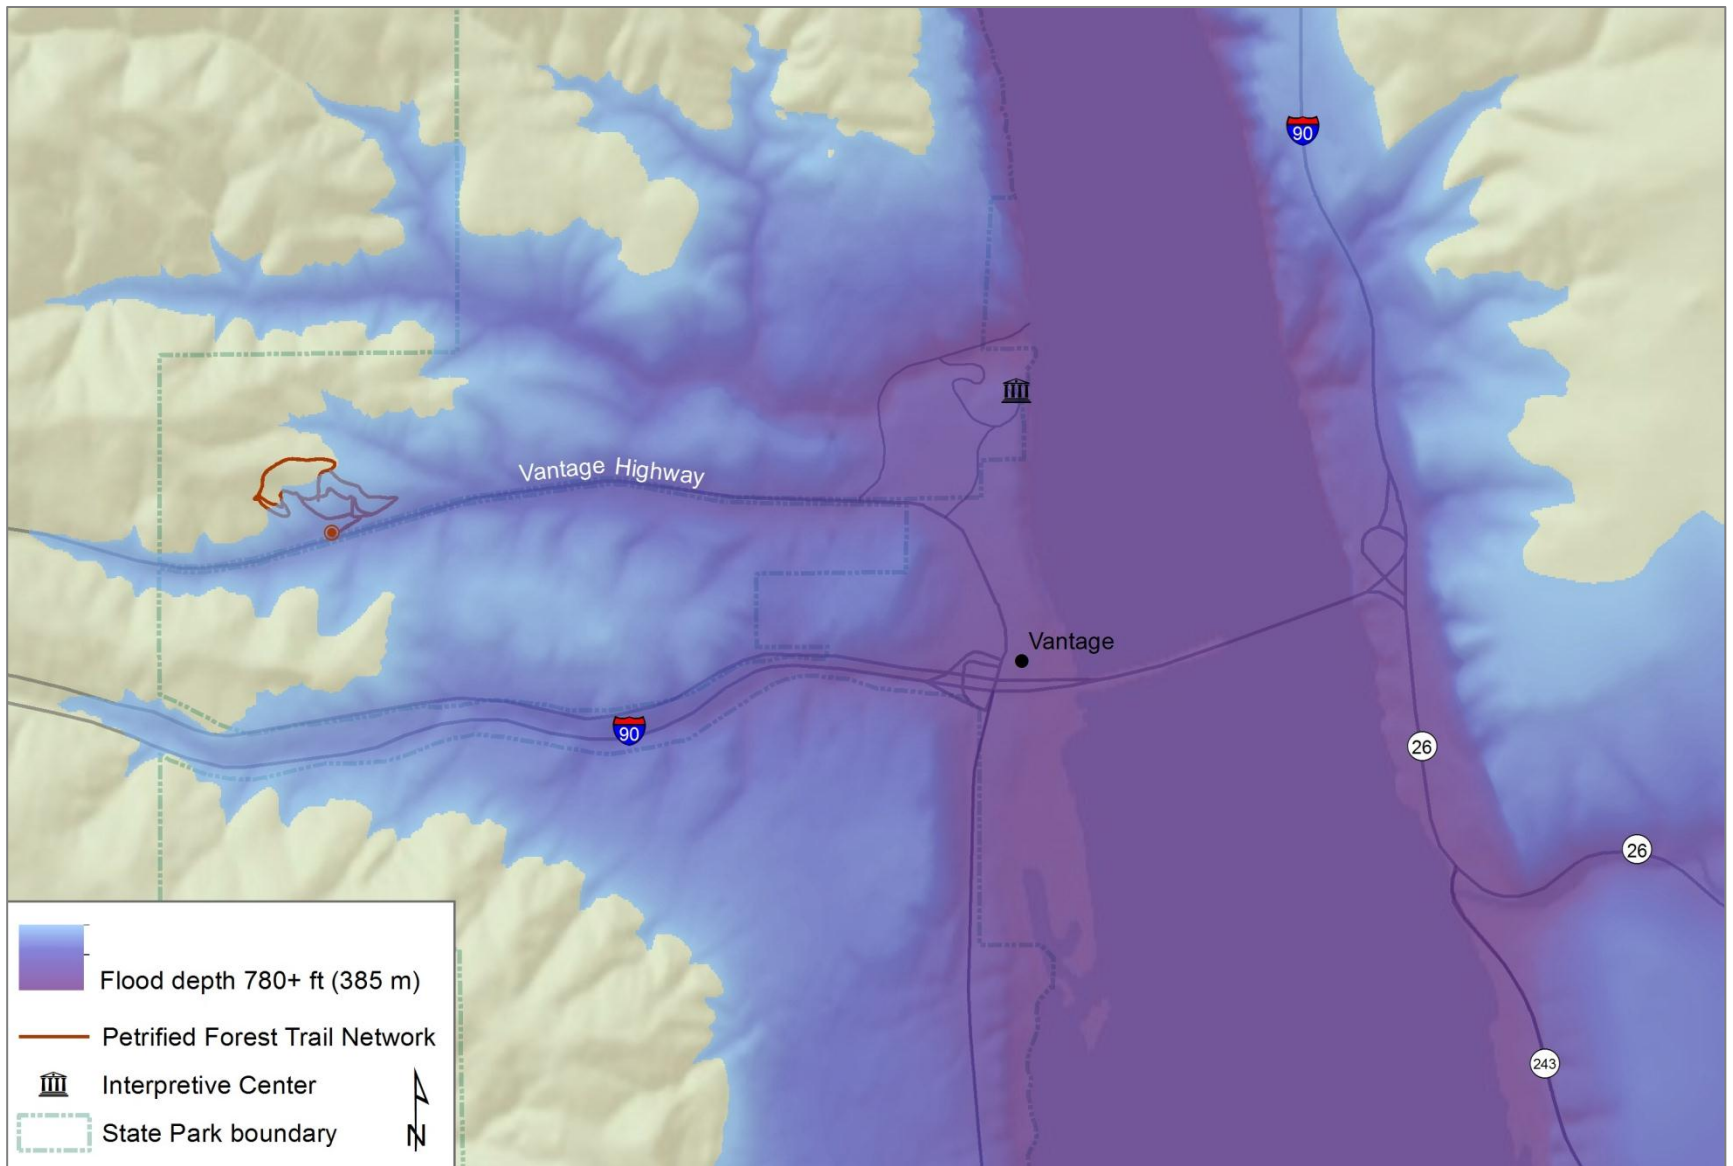 90
Vantage Highway
Vantage
90
26
26
243
Flood depth 780+ ft (385 m)
Petrified Forest Trail Network
Interpretive Center
State Park boundary
N